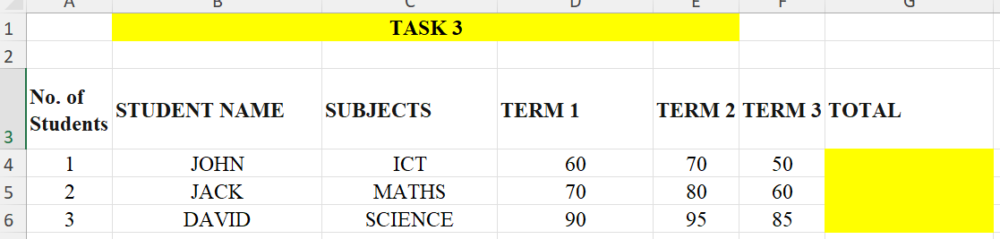 A B C D E F G
1 TASK 3
2
3 No. of Students STUDENT NAME SUBJECTS TERM 1 TERM 2 TERM 3 TOTAL
4 1 JOHN ICT 60 70 50
5 2 JACK MATHS 70 80 60
6 3 DAVID SCIENCE 90 95 85